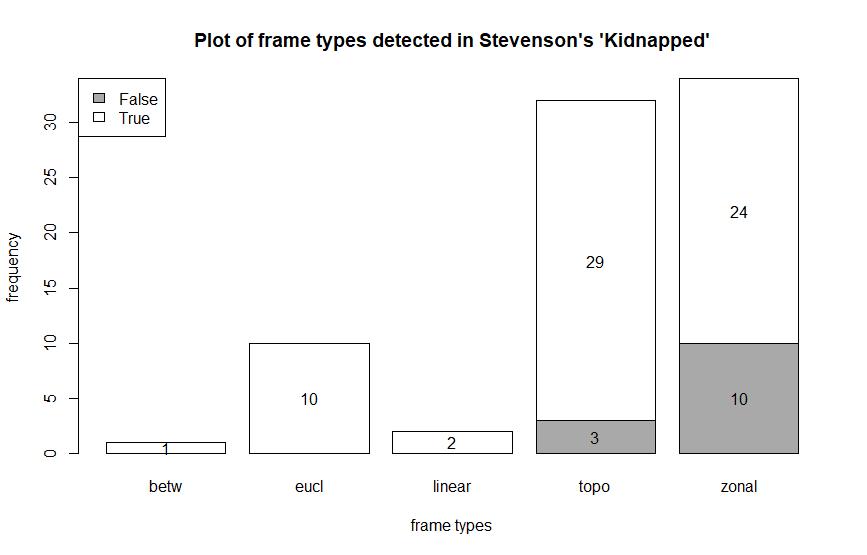 Plot of frame types detected in Stevenson's 'Kidnapped'
False
True
frequency
30
25
20
15
10
5
0
1
10
2
29
3
24
10
betw eucl linear topo zonal
frame types